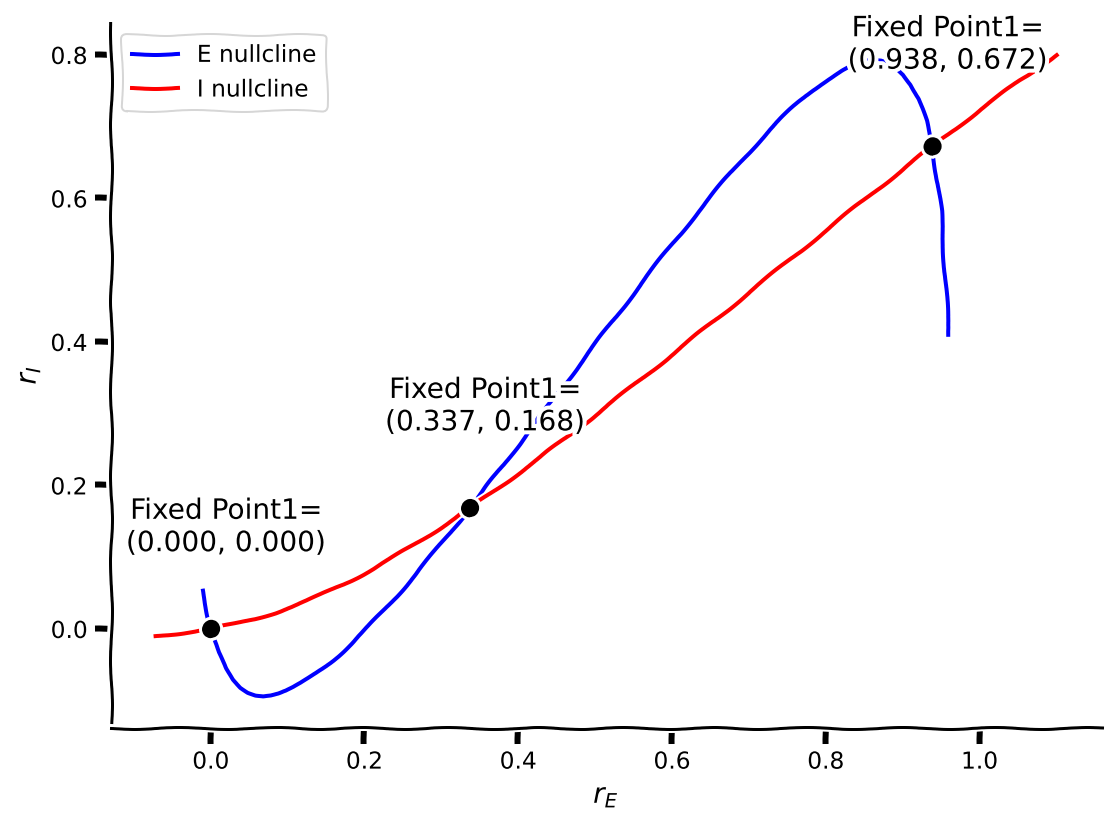 Fixed Point1=
(0.938, 0.672)
E nullcline
I nullcline
0.8
0.6
0.4
0.2
0.0
r_I
Fixed Point1=
(0.337, 0.168)
Fixed Point1=
(0.000, 0.000)
0.0 0.2 0.4 0.6 0.8 1.0
r_E